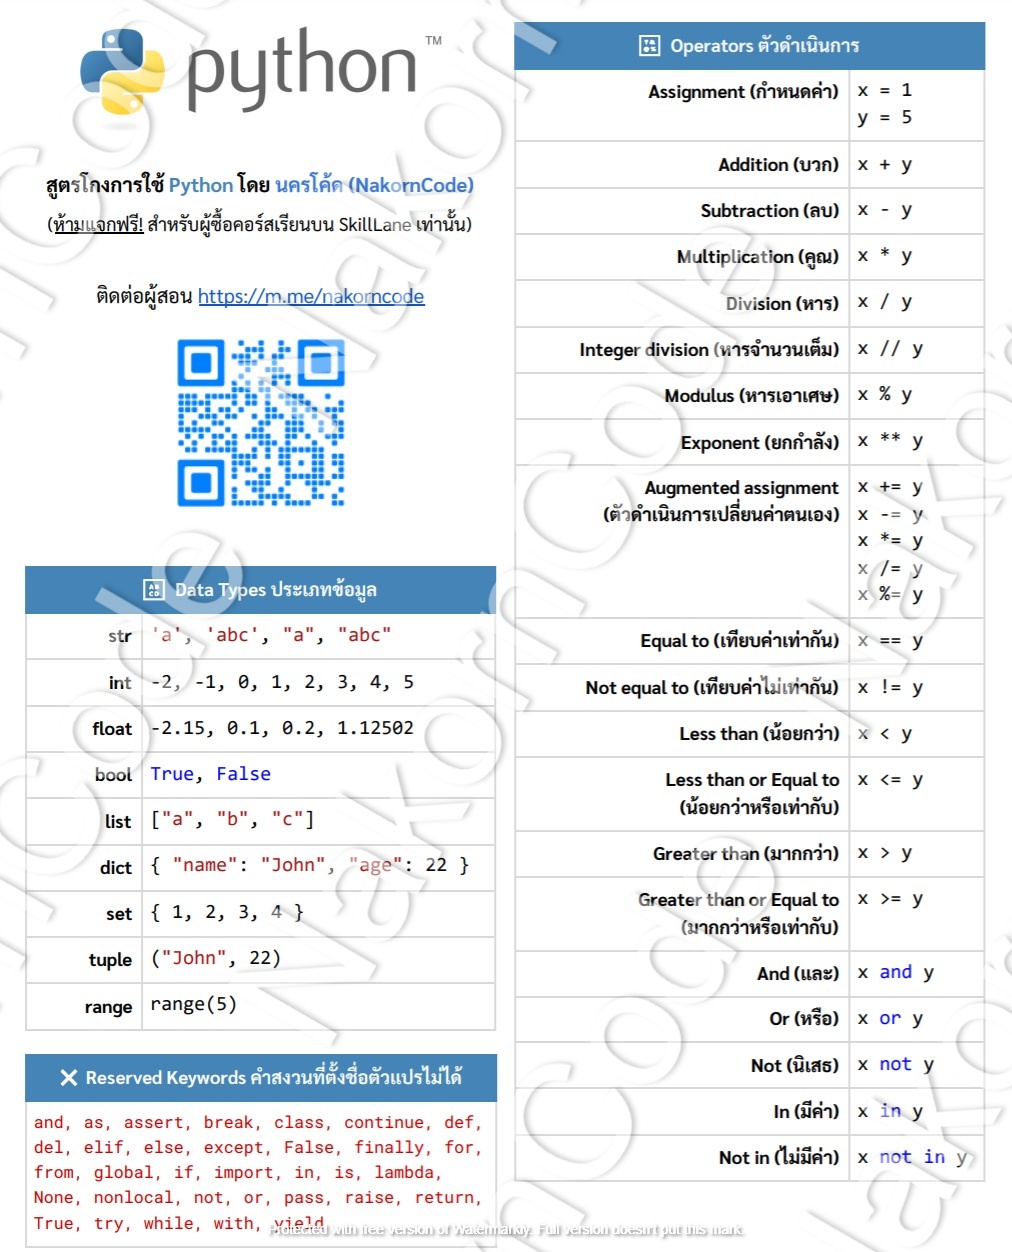 python™
สูตรโกงการใช้ Python โดย นครโค้ด (NakornCode)
(ห้ามแจกฟรี! สำหรับผู้ซื้อคอร์สเรียนบน SkillLane เท่านั้น)
ติดต่อผู้สอน https://m.me/nakorncode
Data Types ประเภทข้อมูล
str 'a', 'abc', "a", "abc"
int -2, -1, 0, 1, 2, 3, 4, 5
float -2.15, 0.1, 0.2, 1.12502
bool True, False
list ["a", "b", "c"]
dict { "name": "John", "age": 22 }
set { 1, 2, 3, 4 }
tuple ("John", 22)
range range(5)
Reserved Keywords คำสงวนที่ตั้งชื่อตัวแปรไม่ได้
and, as, assert, break, class, continue, def,
del, elif, else, except, False, finally, for,
from, global, if, import, in, is, lambda,
None, nonlocal, not, or, pass, raise, return,
True, try, while, with, yield
Operators ตัวดำเนินการ
Assignment (กำหนดค่า) x = 1
y = 5
Addition (บวก) x + y
Subtraction (ลบ) x - y
Multiplication (คูณ) x * y
Division (หาร) x / y
Integer division (หารจำนวนเต็ม) x // y
Modulus (หารเอาเศษ) x % y
Exponent (ยกกำลัง) x ** y
Augmented assignment x += y
(ตัวดำเนินการเปลี่ยนค่าตนเอง) x -= y
x *= y
x /= y
x %= y
Equal to (เทียบค่าเท่ากัน) x == y
Not equal to (เทียบค่าไม่เท่ากัน) x != y
Less than (น้อยกว่า) x < y
Less than or Equal to x <= y
(น้อยกว่าหรือเท่ากับ)
Greater than (มากกว่า) x > y
Greater than or Equal to x >= y
(มากกว่าหรือเท่ากับ)
And (และ) x and y
Or (หรือ) x or y
Not (นิเสธ) x not y
In (มีค่า) x in y
Not in (ไม่มีค่า) x not in y
NakornCode
Protected with free version of Watermarkly. Full version doesn't put this mark.